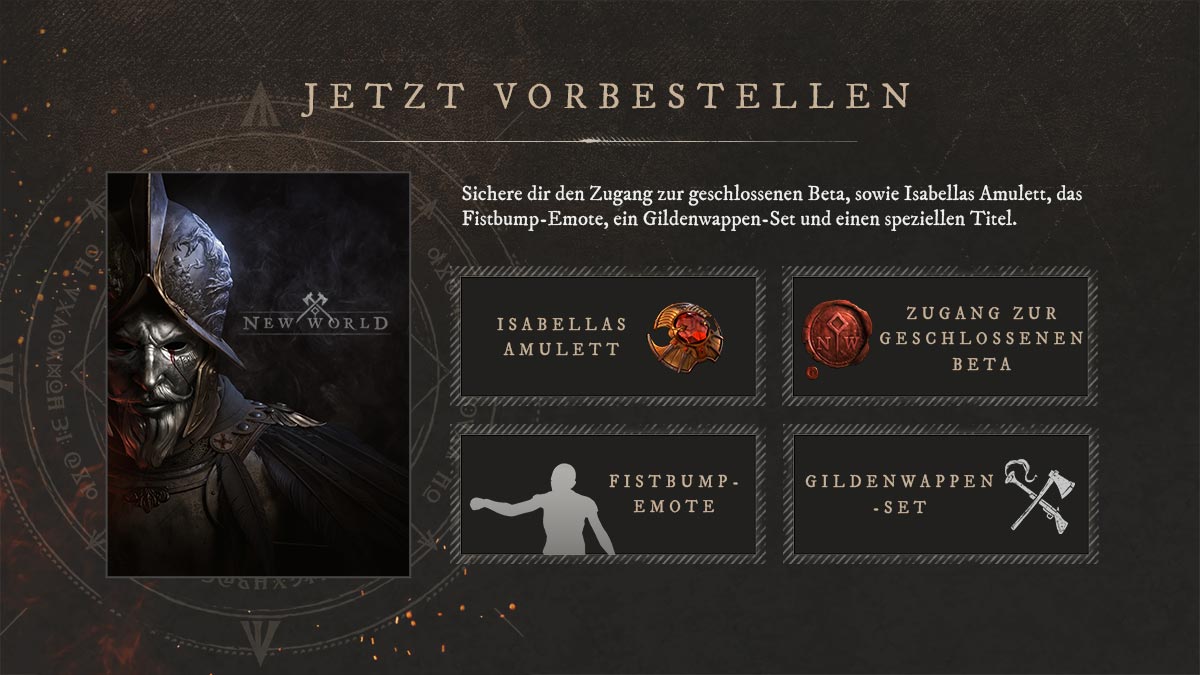 JETZT VORBESTELLEN
Sichere dir den Zugang zur geschlossenen Beta, sowie Isabellas Amulett, das
Fistbump-Emote, ein Gildenwappen-Set und einen speziellen Titel.
NEW WORLD
ISABELLAS
AMULETT
N W
ZUGANG ZUR
GESCHLOSSENEN
BETA
FISTBUMP-
EMOTE
GILDENWAPPEN
-SET